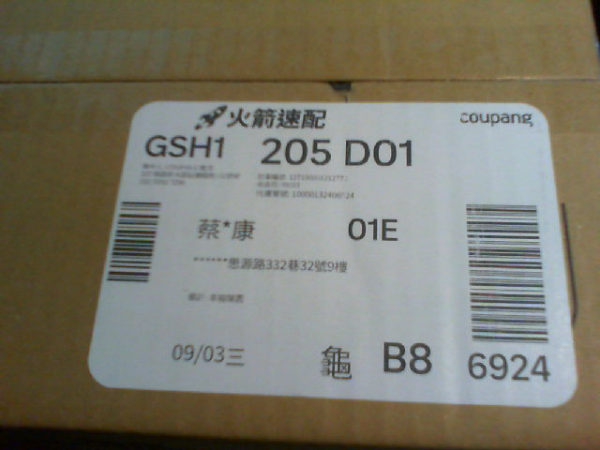 火箭速配
coupang
GSH1 205 D01
蔡*康 01E
******思源路332巷32號9樓
09/03三 龜 B8 6924